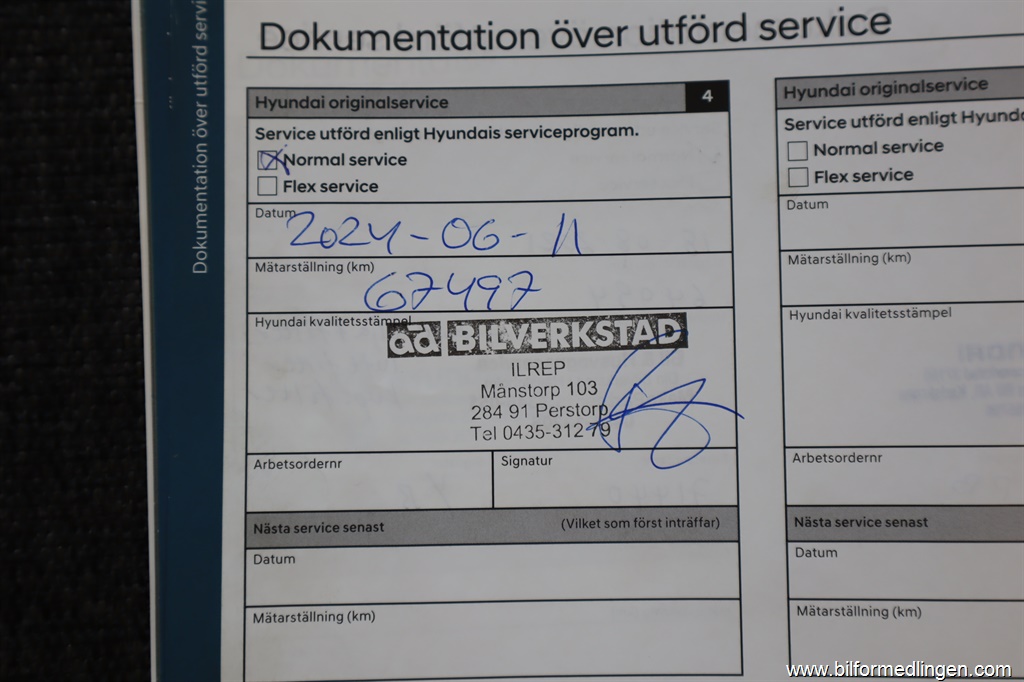 Dokumentation över utförd servi
Dokumentation över utförd service
Hyundai originalservice 4
Service utförd enligt Hyundais serviceprogram.
Normal service
Flex service
Datum
2024-06-11
Mätarställning (km)
67497
Hyundai kvalitetsstämpel
ad BILVERKSTAD
ILREP
Månstorp 103
284 91 Perstorp
Tel 0435-312 79
Arbetsordernr
Signatur
Nästa service senast (Vilket som först inträffar)
Datum
Mätarställning (km)
Hyundai originalservice
Service utförd enligt Hyund
Normal service
Flex service
Datum
Mätarställning (km)
Hyundai kvalitetsstämpel
Arbetsordernr
Nästa service senast
Datum
Mätarställning (km)
www.bilformedlingen.com